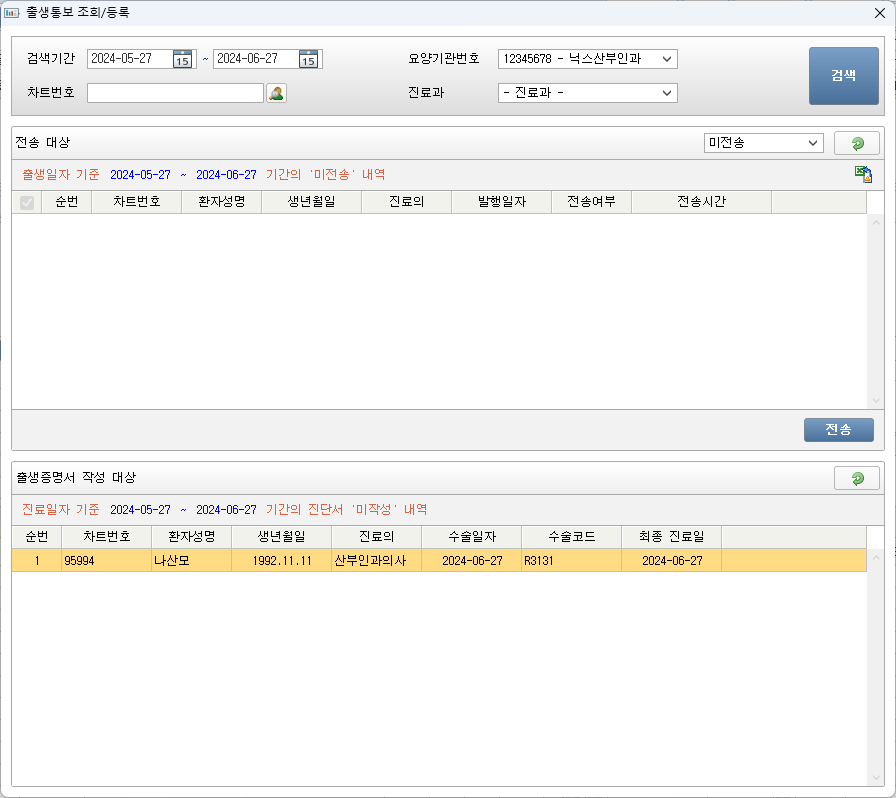 출생통보 조회/등록
검색기간 2024-05-27 15 ~ 2024-06-27 15 요양기관번호 12345678 - 닉스산부인과
검색
차트번호 진료과 - 진료과 -
전송 대상 미전송
출생일자 기준 2024-05-27 ~ 2024-06-27 기간의 '미전송' 내역
순번 차트번호 환자성명 생년월일 진료의 발행일자 전송여부 전송시간
전송
출생증명서 작성 대상
진료일자 기준 2024-05-27 ~ 2024-06-27 기간의 진단서 '미작성' 내역
순번 차트번호 환자성명 생년월일 진료의 수술일자 수술코드 최종 진료일
1 95994 나산모 1992.11.11 산부인과의사 2024-06-27 R3131 2024-06-27